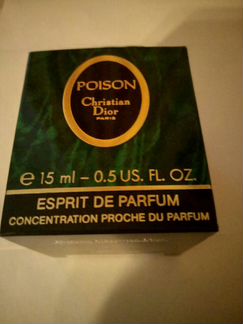 POISON
Christian
Dior
PARIS
℮ 15 ml – 0.5 US. FL. OZ.
ESPRIT DE PARFUM
CONCENTRATION PROCHE DU PARFUM